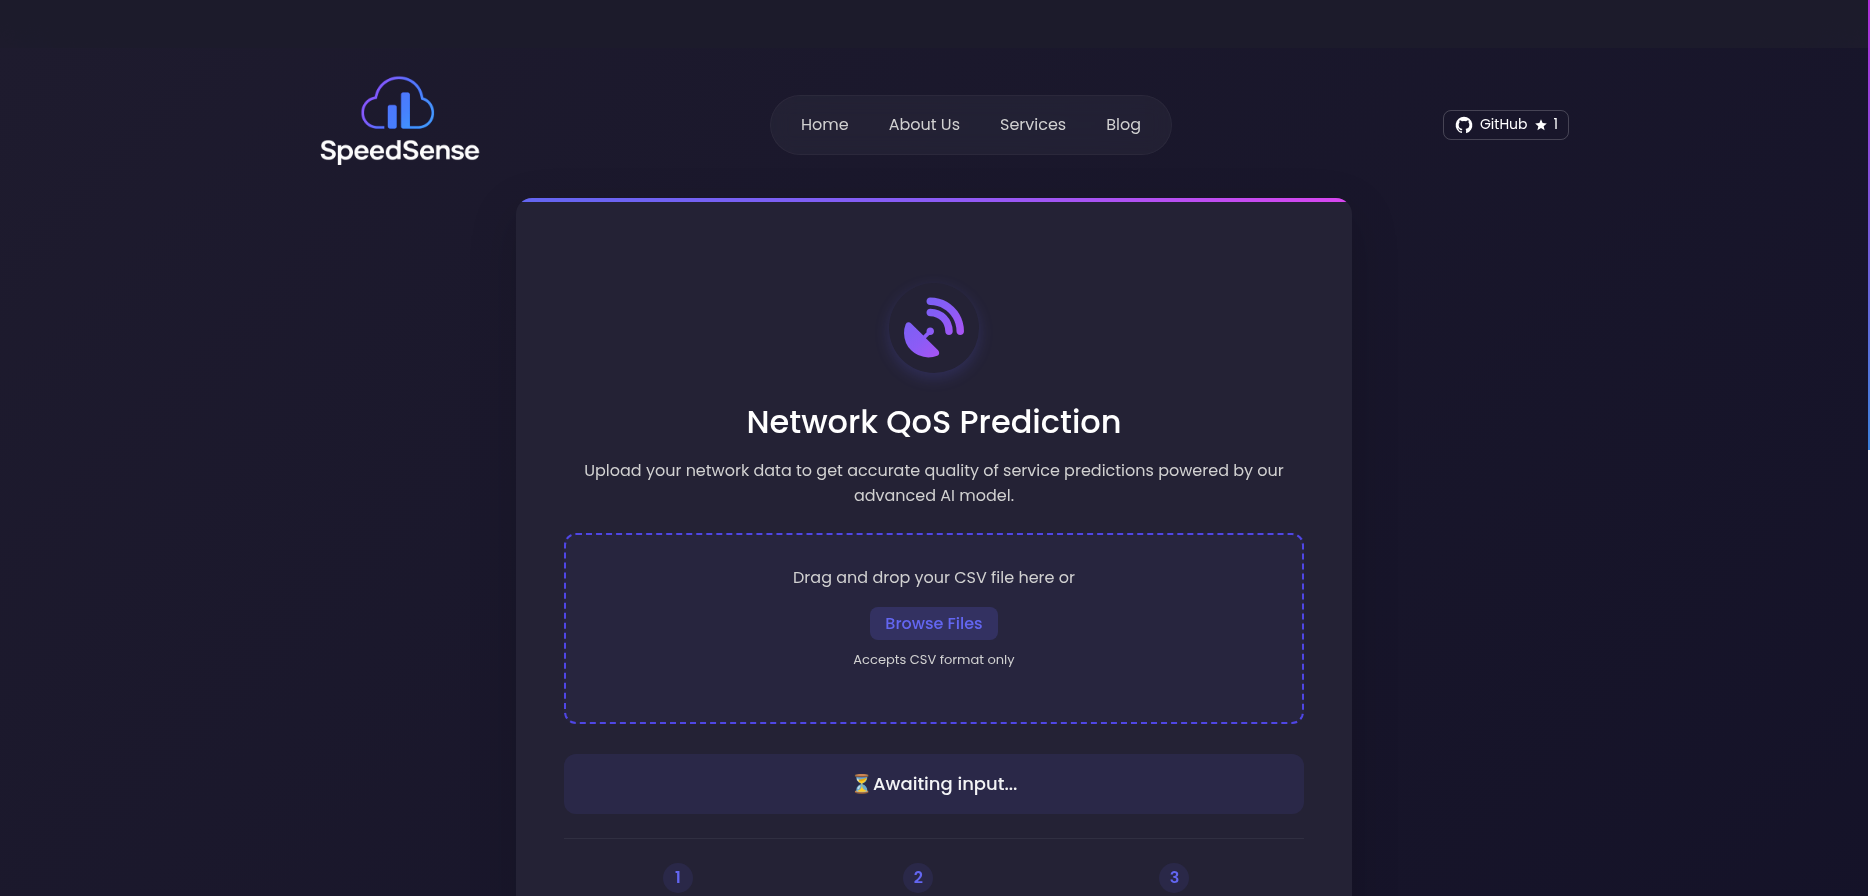 SpeedSense
Home About Us Services Blog
GitHub ★ 1
Network QoS Prediction
Upload your network data to get accurate quality of service predictions powered by our
advanced AI model.
Drag and drop your CSV file here or
Browse Files
Accepts CSV format only
⏳Awaiting input...
1 2 3